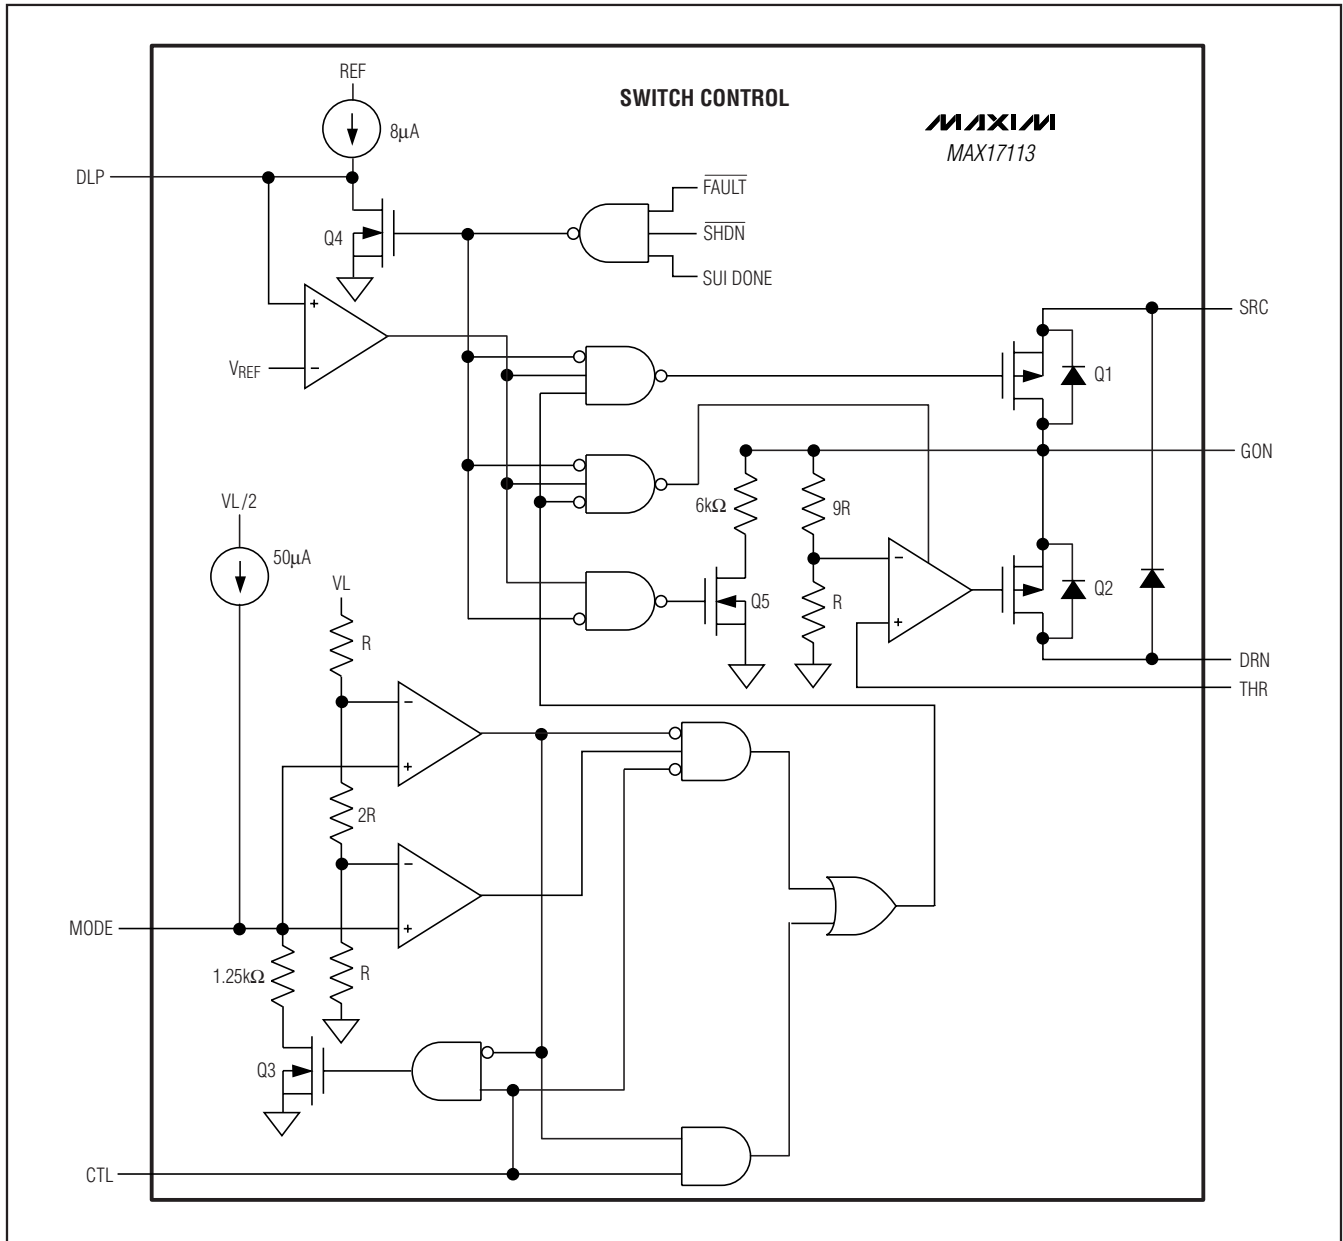 REF
SWITCH CONTROL
MAXIM
MAX17113
8µA
DLP
FAULT
Q4
SHDN
SUI DONE
+
SRC
VREF
−
Q1
GON
VL/2
6kΩ
9R
50µA
−
VL
Q5
R
Q2
R
+
DRN
THR
−
+
2R
−
MODE
+
1.25kΩ
R
Q3
CTL